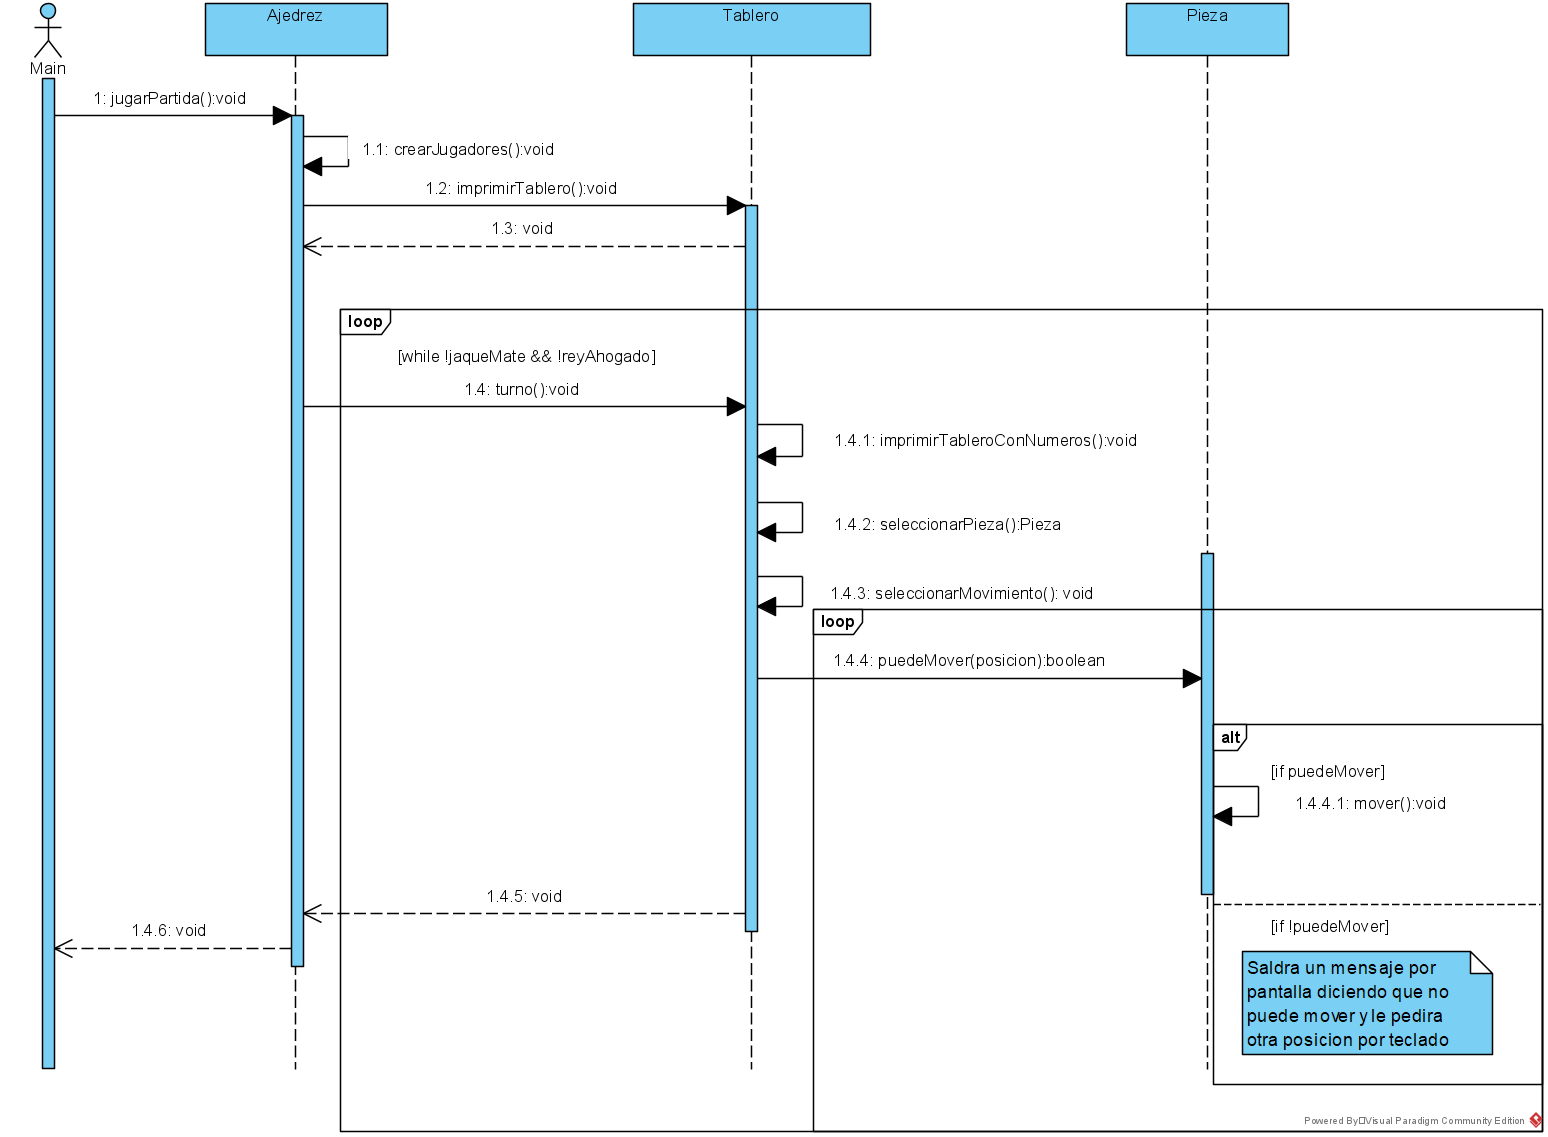 Main
Ajedrez
Tablero
Pieza
1: jugarPartida():void
1.1: crearJugadores():void
1.2: imprimirTablero():void
1.3: void
loop
[while !jaqueMate && !reyAhogado]
1.4: turno():void
1.4.1: imprimirTableroConNumeros():void
1.4.2: seleccionarPieza():Pieza
1.4.3: seleccionarMovimiento(): void
loop
1.4.4: puedeMover(posicion):boolean
alt
[if puedeMover]
1.4.4.1: mover():void
1.4.5: void
1.4.6: void
[if !puedeMover]
Saldra un mensaje por
pantalla diciendo que no
puede mover y le pedira
otra posicion por teclado
Powered By□Visual Paradigm Community Edition